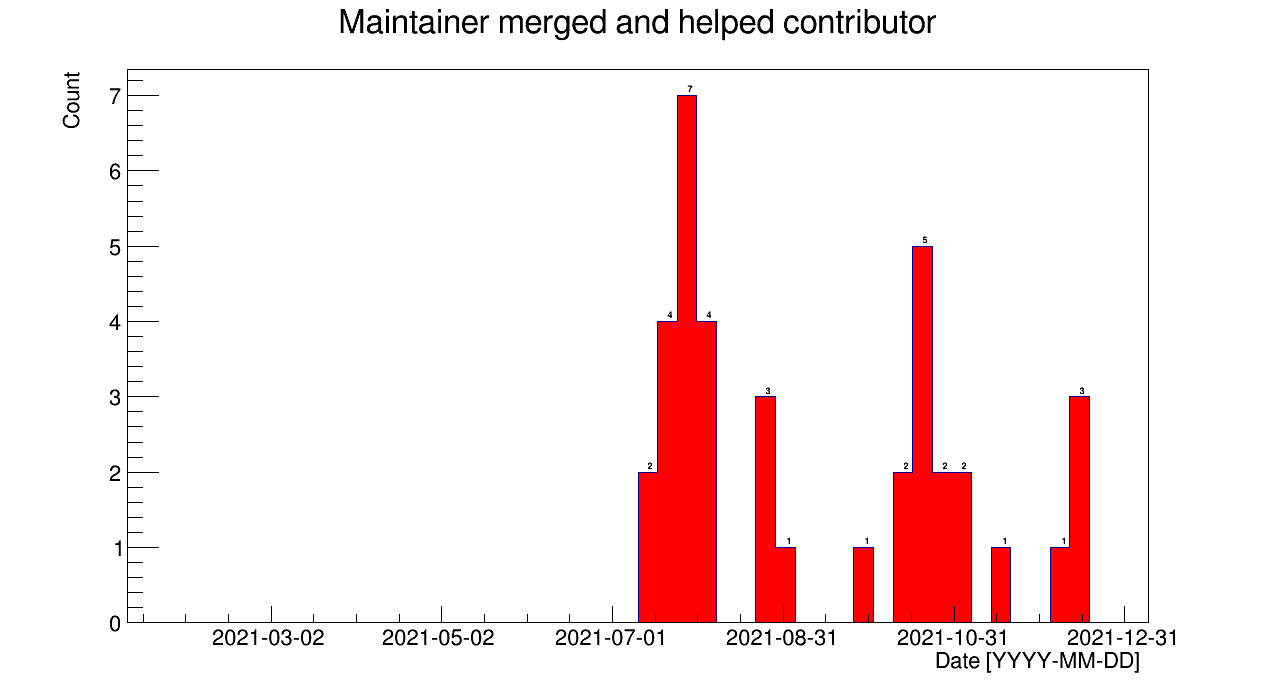 Maintainer merged and helped contributor
Count
7
6
5
4
3
2
1
0
2 4 7 4 3 1 1 2 5 2 2 1 1 3
2021-03-02 2021-05-02 2021-07-01 2021-08-31 2021-10-31 2021-12-31
Date [YYYY-MM-DD]